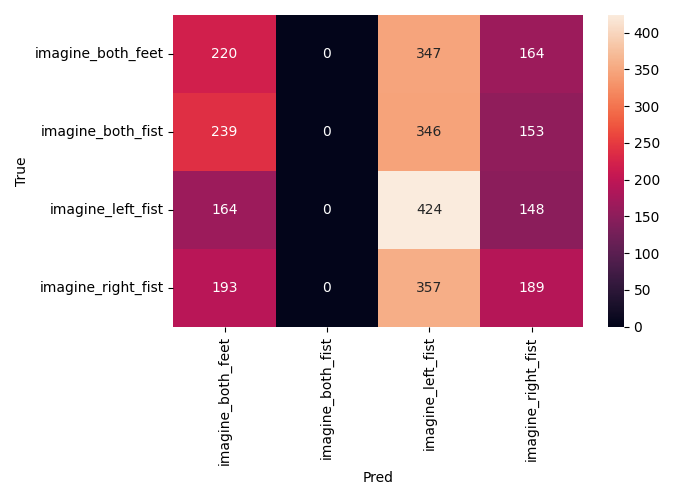 imagine_both_feet 220 0 347 164
imagine_both_fist 239 0 346 153
imagine_left_fist 164 0 424 148
imagine_right_fist 193 0 357 189
True
imagine_both_feet
imagine_both_fist
imagine_left_fist
imagine_right_fist
Pred
400
350
300
250
200
150
100
50
0